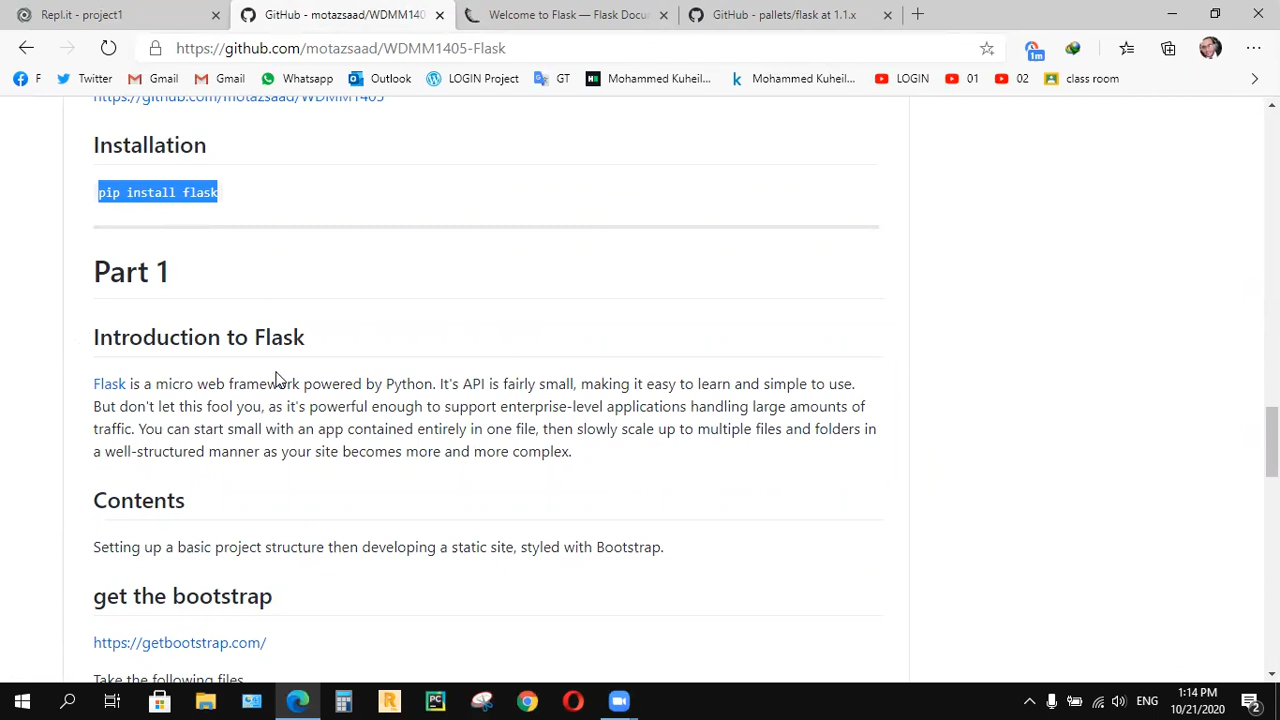 Repl.it - project1
GitHub - motazsaad/WDMM140
Welcome to Flask — Flask Docu
GitHub - pallets/flask at 1.1.x
https://github.com/motazsaad/WDMM1405-Flask
1m
F
Twitter
Gmail
Gmail
Whatsapp
Outlook
LOGIN Project
GT
Mohammed Kuheil...
Mohammed Kuheil...
LOGIN
01
02
class room
https://github.com/motazsaad/WDMM1405
Installation
pip install flask
Part 1
Introduction to Flask
Flask is a micro web framework powered by Python. It's API is fairly small, making it easy to learn and simple to use.
But don't let this fool you, as it's powerful enough to support enterprise-level applications handling large amounts of
traffic. You can start small with an app contained entirely in one file, then slowly scale up to multiple files and folders in
a well-structured manner as your site becomes more and more complex.
Contents
Setting up a basic project structure then developing a static site, styled with Bootstrap.
get the bootstrap
https://getbootstrap.com/
Take the following files
ENG
1:14 PM
10/21/2020
2